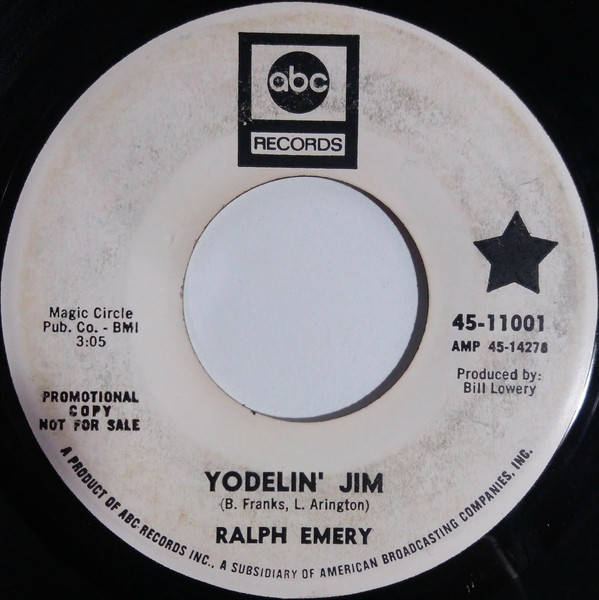 abc
RECORDS
Magic Circle
Pub. Co. - BMI
3:05
PROMOTIONAL
COPY
NOT FOR SALE
45-11001
AMP 45-14278
Produced by:
Bill Lowery
YODELIN' JIM
(B. Franks, L. Arington)
RALPH EMERY
A PRODUCT OF ABC RECORDS INC., A SUBSIDIARY OF AMERICAN BROADCASTING COMPANIES, INC.